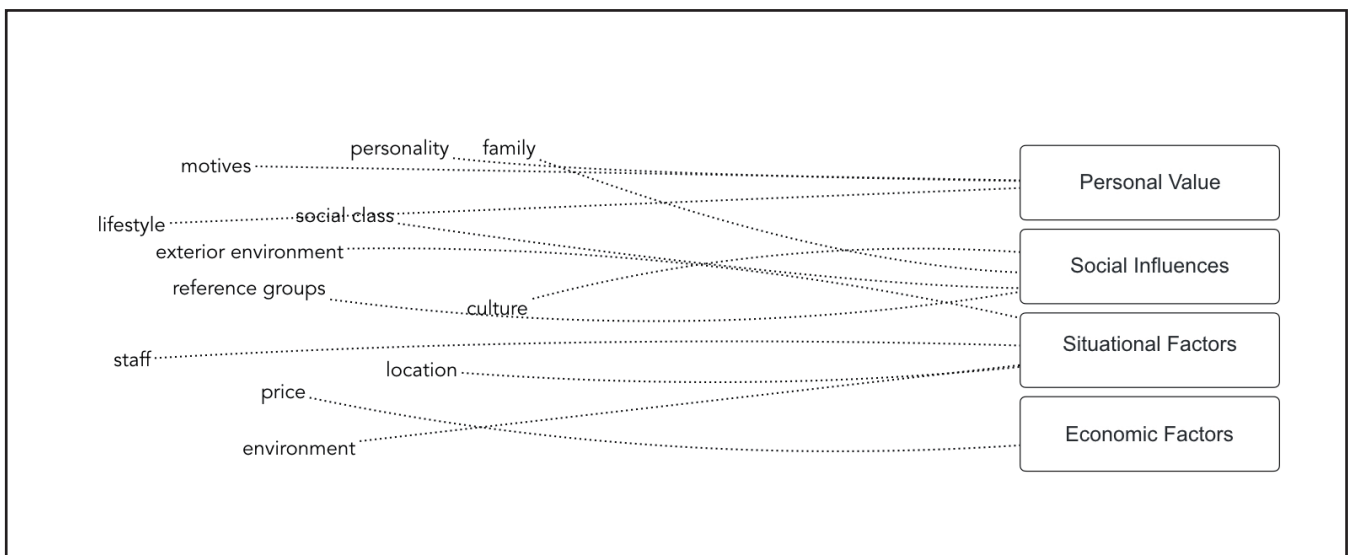 personality
family
motives
social class
lifestyle
exterior environment
reference groups
culture
staff
location
price
environment
Personal Value
Social Influences
Situational Factors
Economic Factors